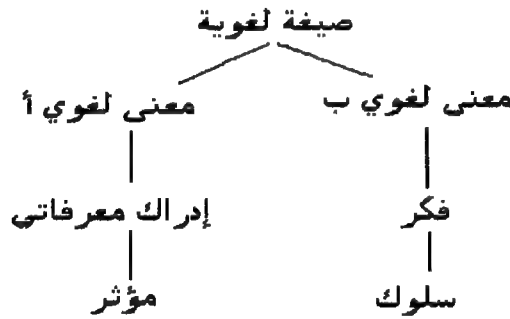 صيغة لغوية
معنى لغوي ب
معنى لغوي أ
فكر
إدراك معرفاتي
سلوك
مؤثر